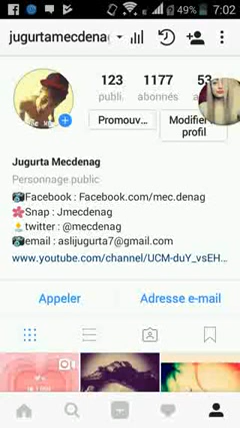 49% 7:02
jugurtamecdenag
123 1177 53
publi. abonnés
Promouv... Modifier
profil
Jugurta Mecdenag
Personnage public
Facebook : Facebook.com/mec.denag
Snap : Jmecdenag
twitter : @mecdenag
email : aslijugurta7@gmail.com
www.youtube.com/channel/UCM-duY_vsEH...
Appeler Adresse e-mail